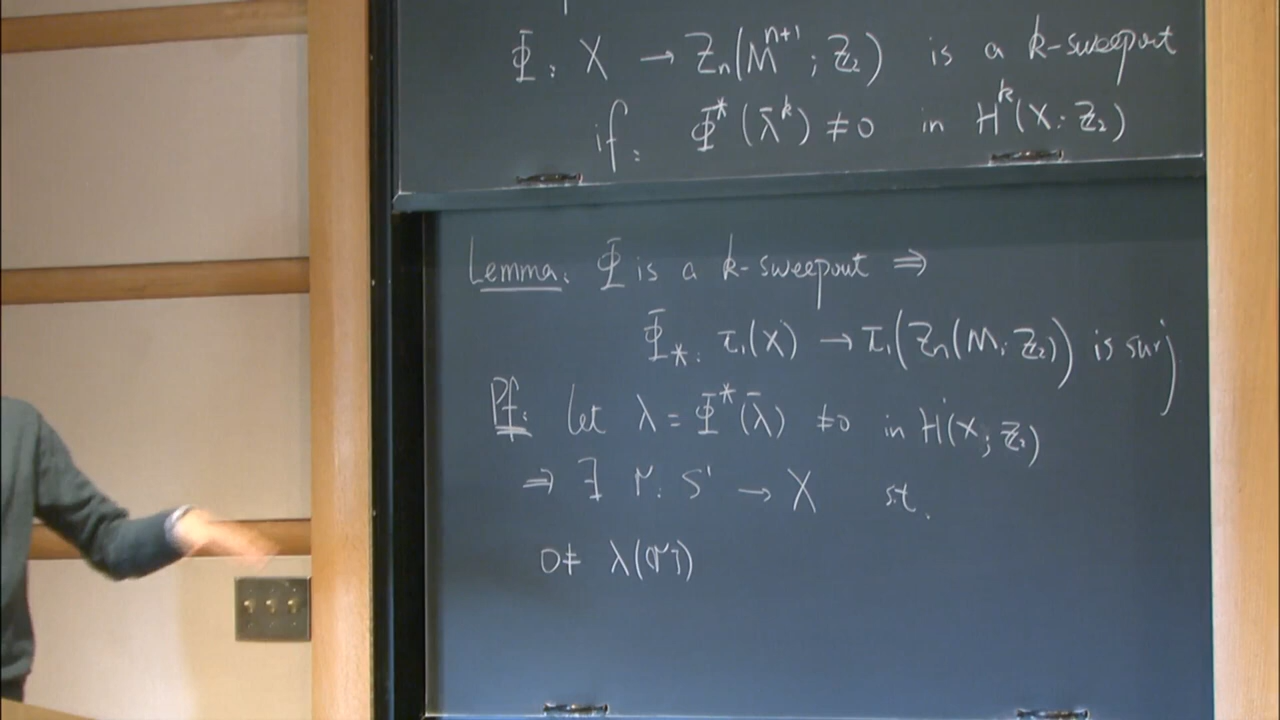 Φ: X → Z_n(M^{n+1}; Z_2) is a k-sweepout
if: Φ^*(λ̄^k) ≠ 0 in H^k(X; Z_2)
Lemma: Φ is a k-sweepout ⇒
Φ_*: π_1(X) → π_1(Z_n(M; Z_2)) is surj
Pf: Let λ = Φ^*(λ̄) ≠ 0 in H^1(X; Z_2)
⇒ ∃ γ: S^1 → X s.t.
0 ≠ λ([γ])